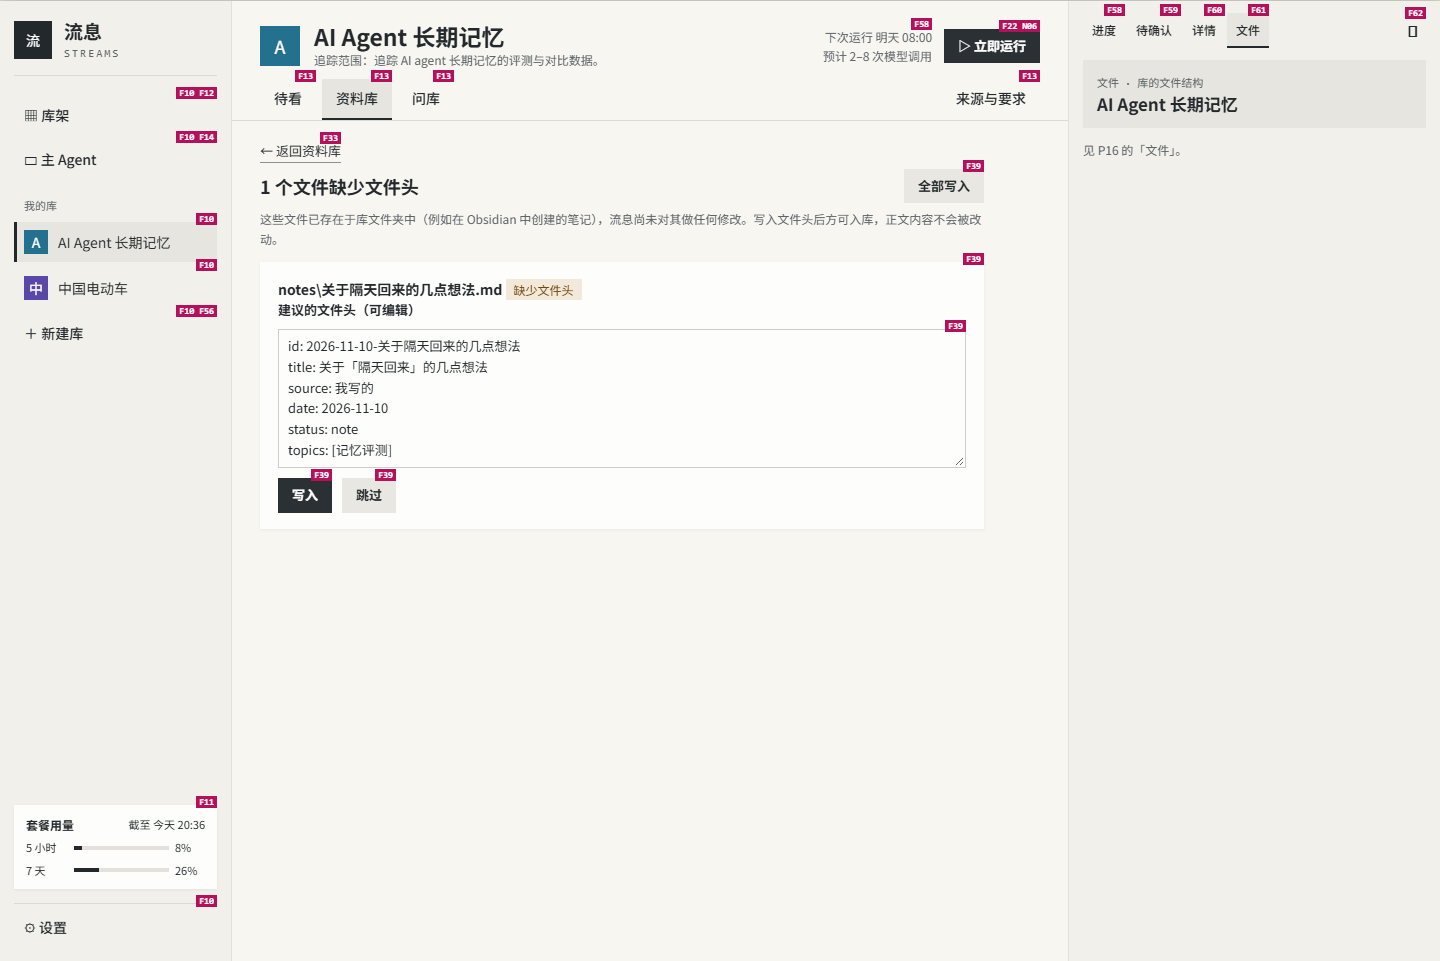 流
流息
STREAMS
F10 F12
库架
F10 F14
主 Agent
我的库
F10
A
AI Agent 长期记忆
F10
中
中国电动车
F10 F56
+ 新建库
F11
套餐用量
截至 今天 20:36
5 小时
8%
7 天
26%
F10
设置
A
AI Agent 长期记忆
追踪范围：追踪 AI agent 长期记忆的评测与对比数据。
F58
下次运行 明天 08:00
预计 2–8 次模型调用
F22 N06
▷ 立即运行
F13
待看
F13
资料库
F13
问库
F13
来源与要求
F33
← 返回资料库
1 个文件缺少文件头
F39
全部写入
这些文件已存在于库文件夹中（例如在 Obsidian 中创建的笔记），流息尚未对其做任何修改。写入文件头后方可入库，正文内容不会被改
动。
F39
notes\关于隔天回来的几点想法.md
缺少文件头
建议的文件头（可编辑）
F39
id: 2026-11-10-关于隔天回来的几点想法
title: 关于「隔天回来」的几点想法
source: 我写的
date: 2026-11-10
status: note
topics: [记忆评测]
F39
写入
F39
跳过
F58
进度
F59
待确认
F60
详情
F61
文件
F62
文件 · 库的文件结构
AI Agent 长期记忆
见 P16 的「文件」。